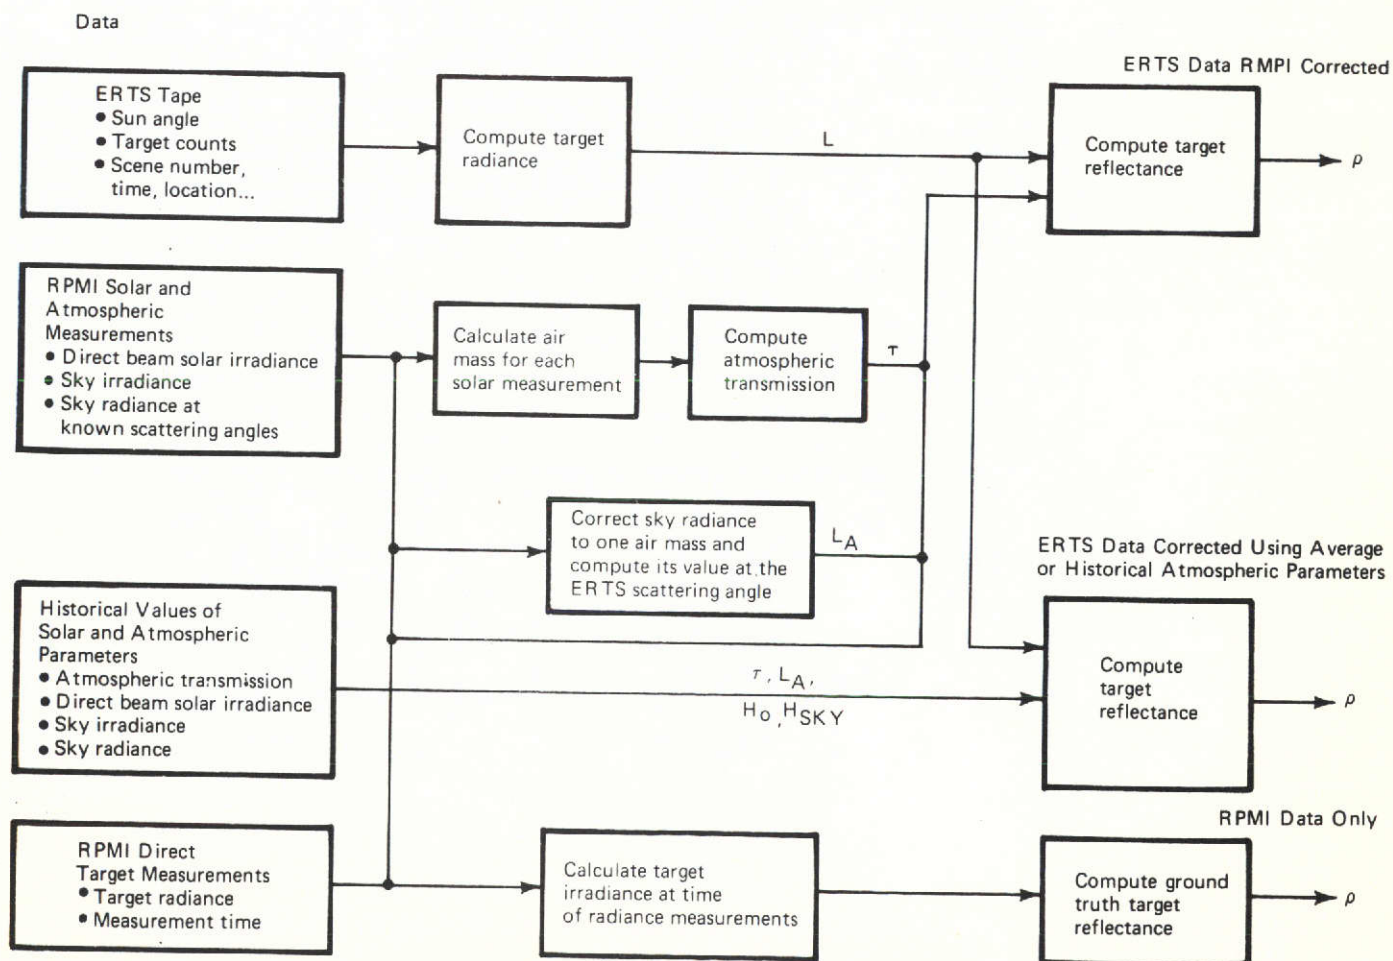 Data
ERTS Tape
• Sun angle
• Target counts
• Scene number,
time, location...
Compute target
radiance
L
ERTS Data RMPI Corrected
Compute target
reflectance
ρ
RPMI Solar and
Atmospheric
Measurements
• Direct beam solar irradiance
• Sky irradiance
• Sky radiance at
known scattering angles
Calculate air
mass for each
solar measurement
Compute
atmospheric
transmission
τ
Correct sky radiance
to one air mass and
compute its value at the
ERTS scattering angle
LA
ERTS Data Corrected Using Average
or Historical Atmospheric Parameters
Historical Values of
Solar and Atmospheric
Parameters
• Atmospheric transmission
• Direct beam solar irradiance
• Sky irradiance
• Sky radiance
τ, LA,
HO, HSKY
Compute
target
reflectance
ρ
RPMI Data Only
RPMI Direct
Target Measurements
• Target radiance
• Measurement time
Calculate target
irradiance at time
of radiance measurements
Compute ground
truth target
reflectance
ρ